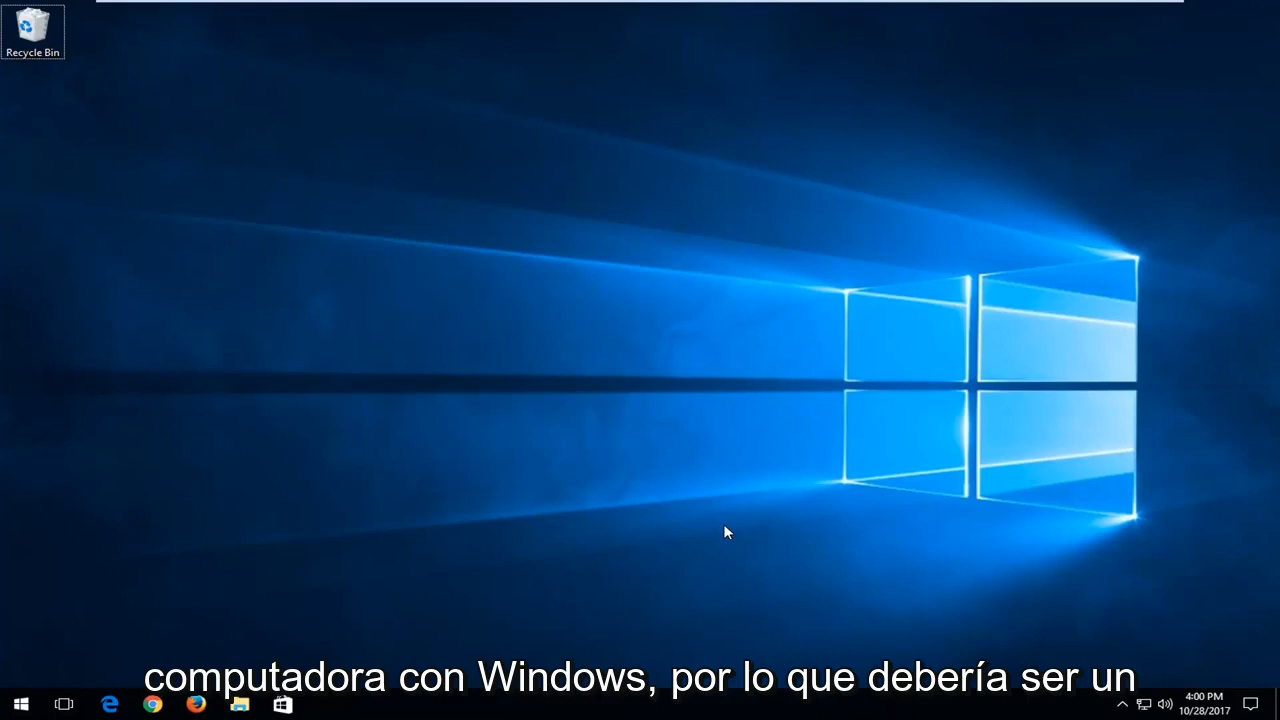 Recycle Bin
computadora con Windows, por lo que debería ser un
4:00 PM
10/28/2017